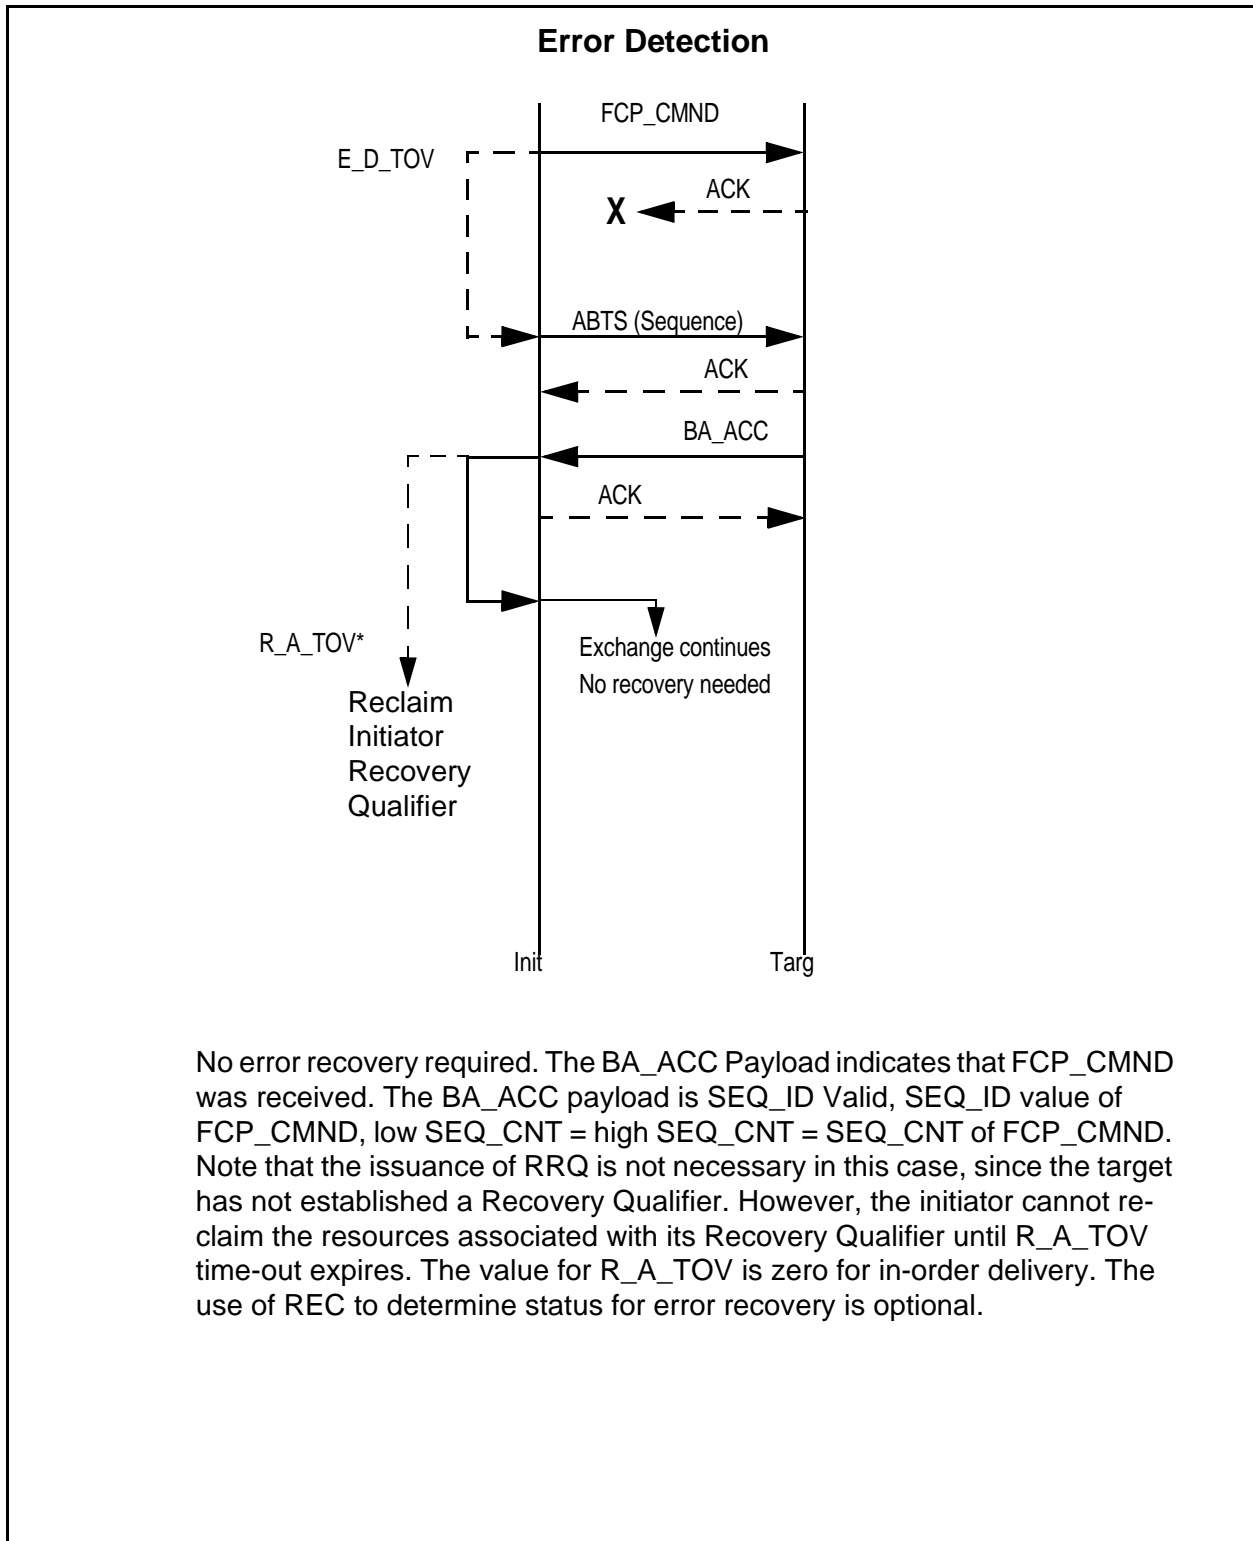 Error Detection
FCP_CMND
E_D_TOV
ACK
X
ABTS (Sequence)
ACK
BA_ACC
ACK
R_A_TOV*
Exchange continues
No recovery needed
Reclaim
Initiator
Recovery
Qualifier
Init
Targ
No error recovery required. The BA_ACC Payload indicates that FCP_CMND
was received. The BA_ACC payload is SEQ_ID Valid, SEQ_ID value of
FCP_CMND, low SEQ_CNT = high SEQ_CNT = SEQ_CNT of FCP_CMND.
Note that the issuance of RRQ is not necessary in this case, since the target
has not established a Recovery Qualifier. However, the initiator cannot re-
claim the resources associated with its Recovery Qualifier until R_A_TOV
time-out expires. The value for R_A_TOV is zero for in-order delivery. The
use of REC to determine status for error recovery is optional.